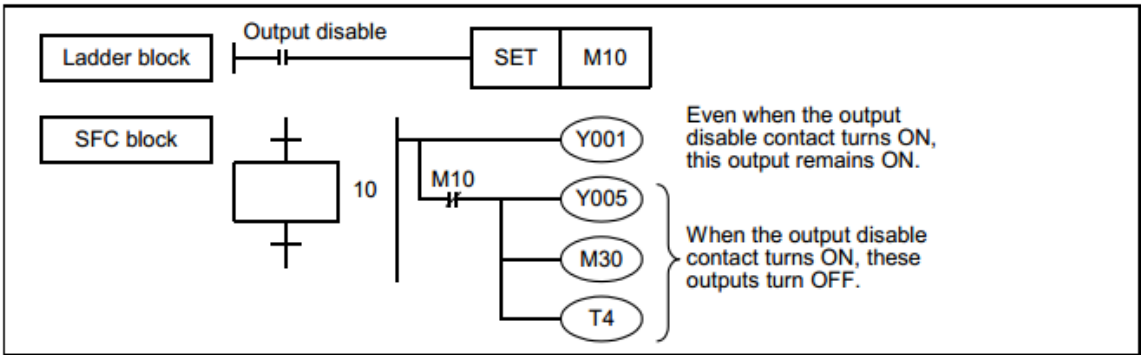 Output disable
Ladder block
SET
M10
SFC block
10
M10
Y001
Even when the output
disable contact turns ON,
this output remains ON.
Y005
M30
T4
When the output disable
contact turns ON, these
outputs turn OFF.